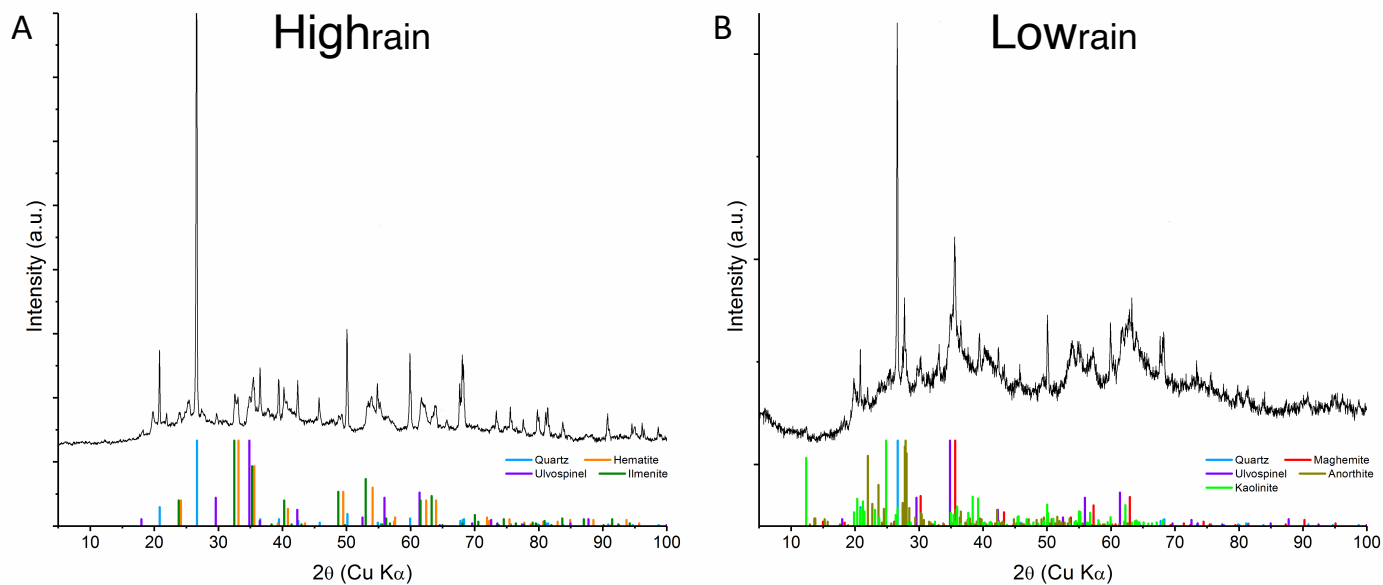 A
Highrain
Intensity (a.u.)
Quartz Hematite
Ulvospinel Ilmenite
10 20 30 40 50 60 70 80 90 100
2θ (Cu Kα)
B
Lowrain
Intensity (a.u.)
Quartz Maghemite
Ulvospinel Anorthite
Kaolinite
10 20 30 40 50 60 70 80 90 100
2θ (Cu Kα)